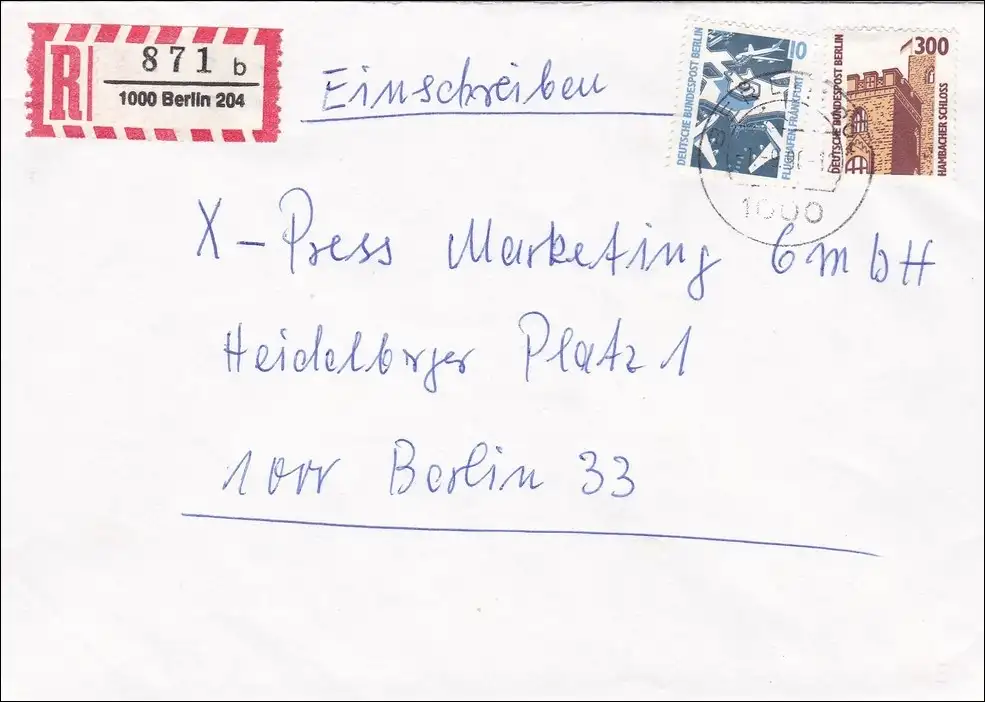 R 871 b
1000 Berlin 204
Einschreiben
DEUTSCHE BUNDESPOST BERLIN
10
FLUGHAFEN FRANKFURT
DEUTSCHE BUNDESPOST BERLIN
300
HAMBACHER SCHLOSS
1000
X-Press Marketing GmbH
Heidelberger Platz 1
1000 Berlin 33